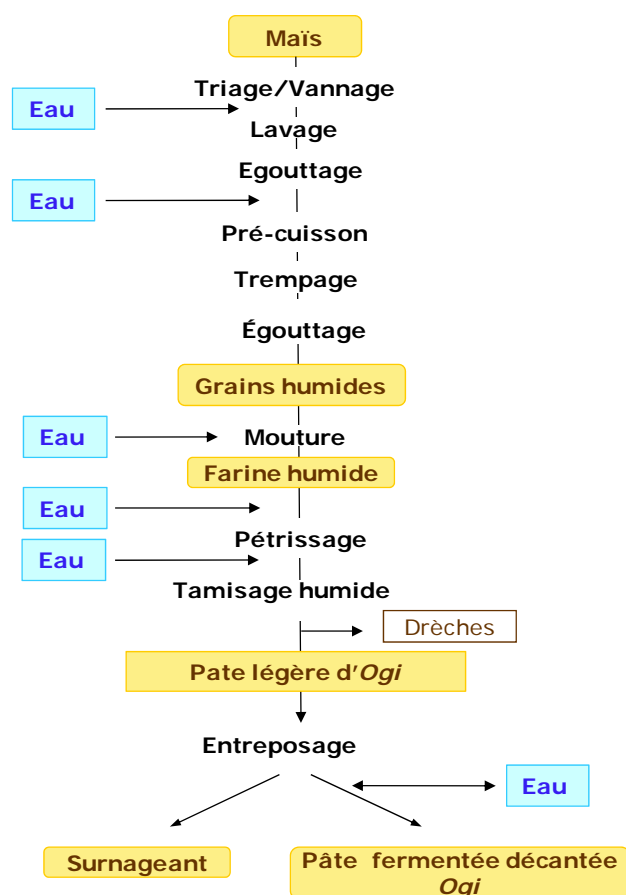 Maïs
Triage/Vannage
Eau
Lavage
Egouttage
Eau
Pré-cuisson
Trempage
Égouttage
Grains humides
Eau
Mouture
Farine humide
Eau
Pétrissage
Eau
Tamisage humide
Drèches
Pate légère d'Ogi
Entreposage
Eau
Surnageant
Pâte fermentée décantée
Ogi